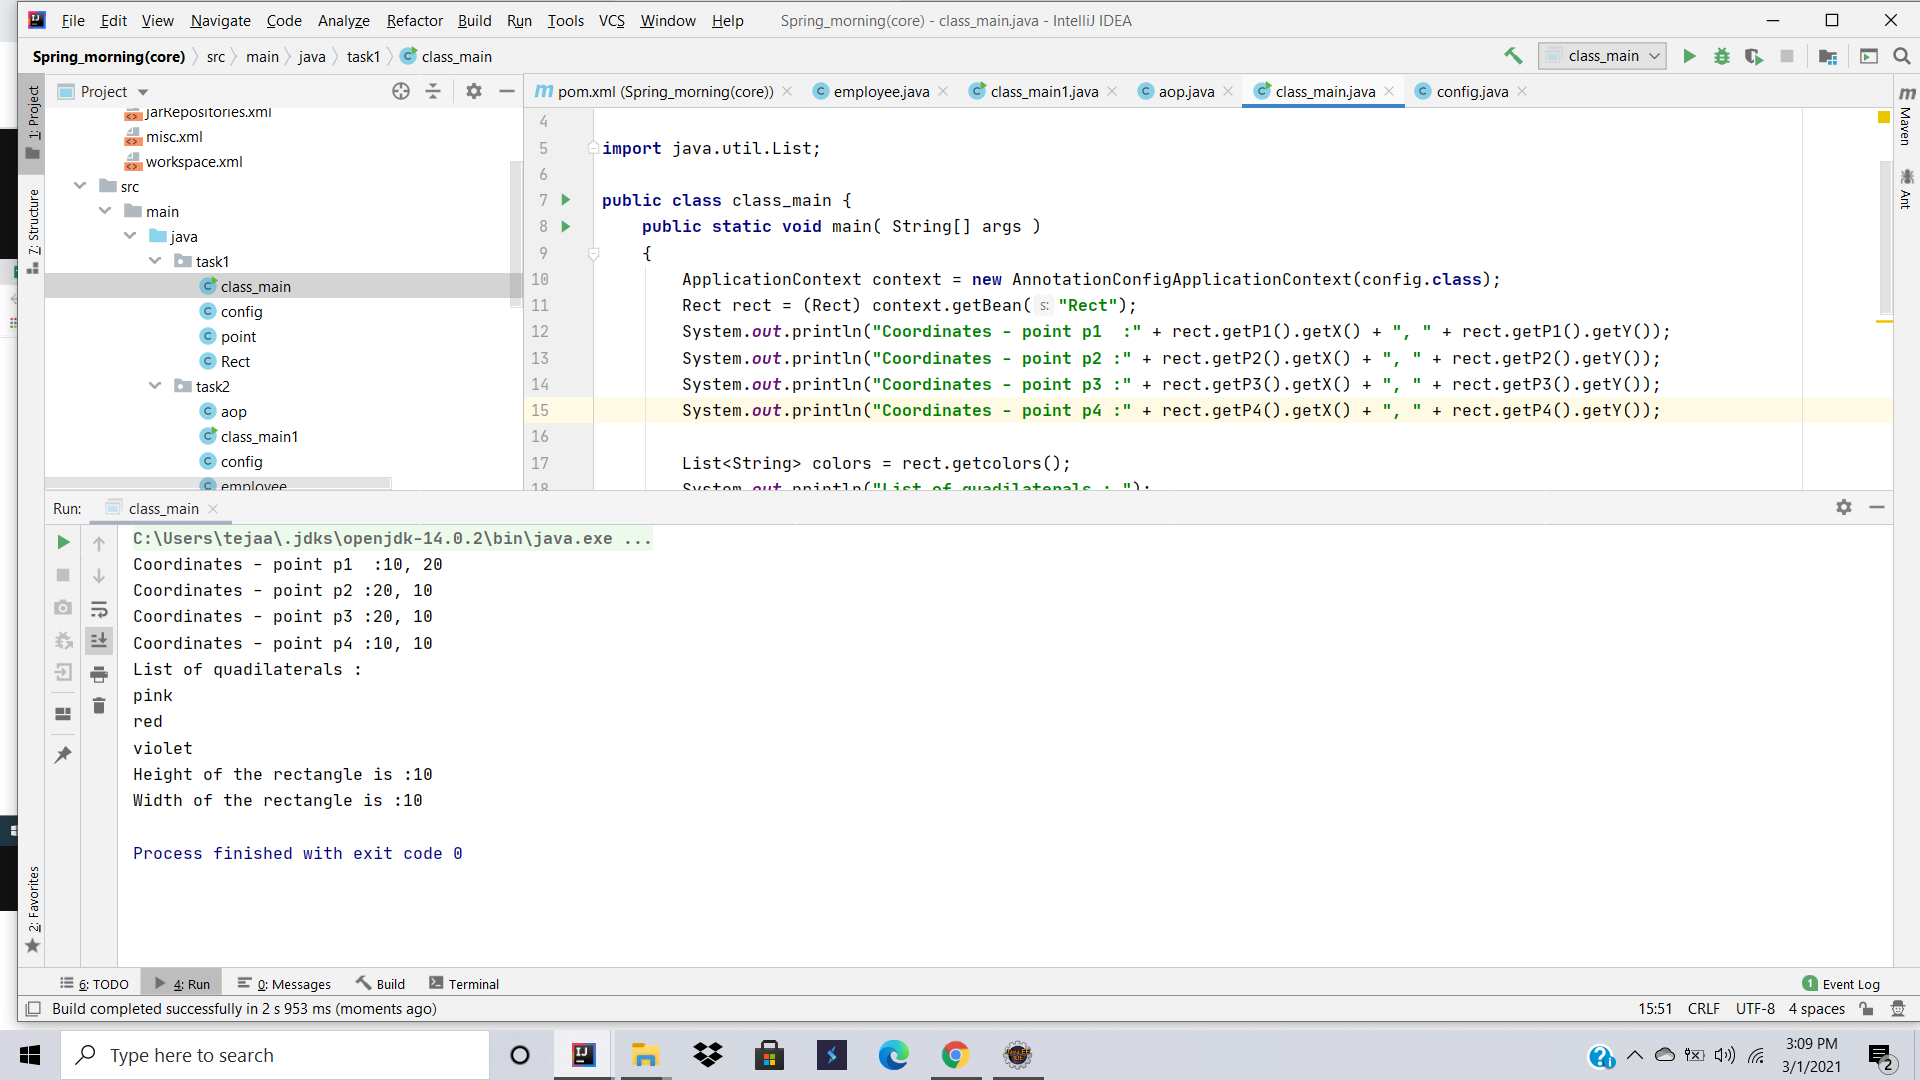 File Edit View Navigate Code Analyze Refactor Build Run Tools VCS Window Help Spring_morning(core) - class_main.java - IntelliJ IDEA
Spring_morning(core) src main java task1 class_main class_main
1: Project
7: Structure
2: Favorites
Project
jarRepositories.xml
misc.xml
workspace.xml
src
main
java
task1
class_main
config
point
Rect
task2
aop
class_main1
config
employee
pom.xml (Spring_morning(core)) employee.java class_main1.java aop.java class_main.java config.java
4
5 import java.util.List;
6
7 public class class_main {
8 public static void main( String[] args )
9 {
10 ApplicationContext context = new AnnotationConfigApplicationContext(config.class);
11 Rect rect = (Rect) context.getBean( s: "Rect");
12 System.out.println("Coordinates - point p1  :" + rect.getP1().getX() + ", " + rect.getP1().getY());
13 System.out.println("Coordinates - point p2 :" + rect.getP2().getX() + ", " + rect.getP2().getY());
14 System.out.println("Coordinates - point p3 :" + rect.getP3().getX() + ", " + rect.getP3().getY());
15 System.out.println("Coordinates - point p4 :" + rect.getP4().getX() + ", " + rect.getP4().getY());
16
17 List<String> colors = rect.getcolors();
18 System.out.println("List of quadilaterals : ");
Maven
Ant
Run: class_main
C:\Users\tejaa\.jdks\openjdk-14.0.2\bin\java.exe ...
Coordinates - point p1  :10, 20
Coordinates - point p2 :20, 10
Coordinates - point p3 :20, 10
Coordinates - point p4 :10, 10
List of quadilaterals :
pink
red
violet
Height of the rectangle is :10
Width of the rectangle is :10
Process finished with exit code 0
6: TODO 4: Run 0: Messages Build Terminal 1 Event Log
Build completed successfully in 2 s 953 ms (moments ago) 15:51 CRLF UTF-8 4 spaces
Type here to search
3:09 PM
3/1/2021
2